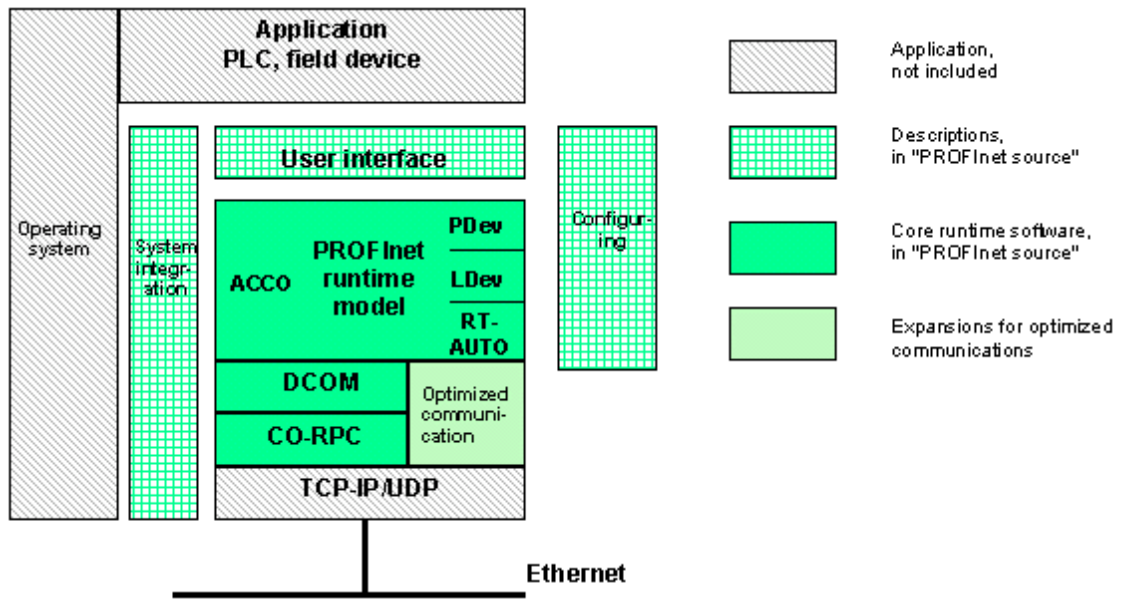 Application
PLC, field device
Operating
system
System
integr-
ation
User interface
ACCO
PROFInet
runtime
model
PDev
LDev
RT-
AUTO
DCOM
CO-RPC
Optimized
communi-
cation
TCP-IP/UDP
Ethernet
Configur-
ing
Application,
not included
Descriptions,
in "PROFInet source"
Core runtime software,
in "PROFInet source"
Expansions for optimized
communications